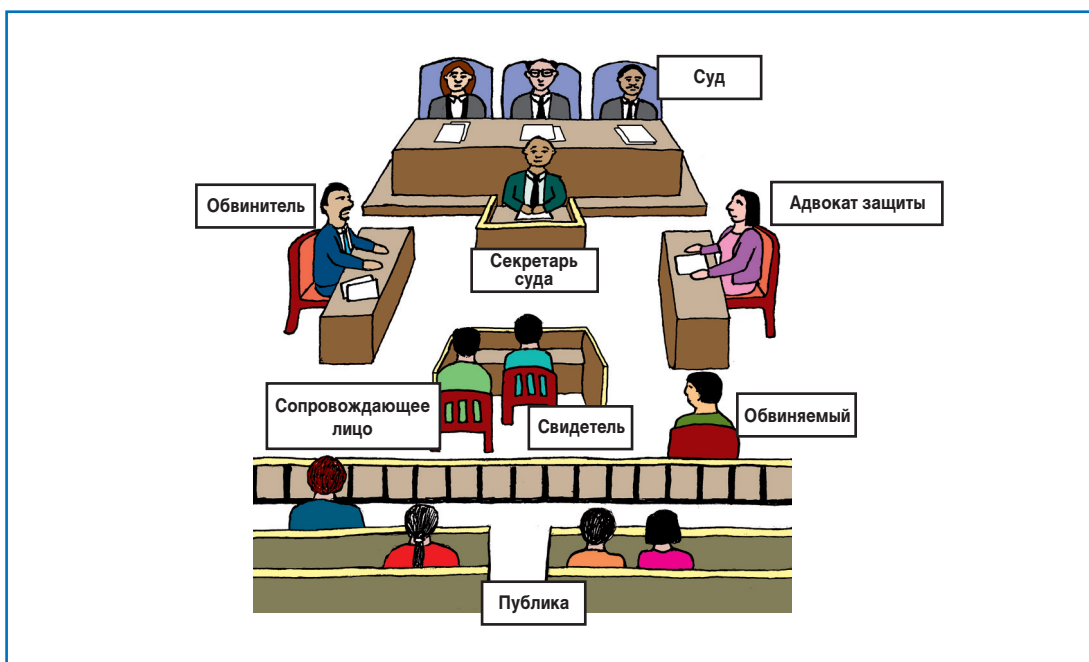 Суд
Обвинитель
Адвокат защиты
Секретарь
суда
Сопровождающее
лицо
Свидетель
Обвиняемый
Публика